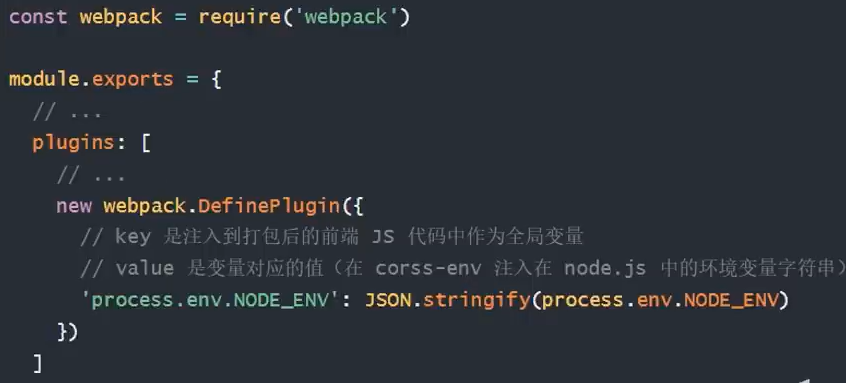 const webpack = require('webpack')
module.exports = {
// ...
plugins: [
// ...
new webpack.DefinePlugin({
// key 是注入到打包后的前端 JS 代码中作为全局变量
// value 是变量对应的值（在 corss-env 注入在 node.js 中的环境变量字符串）
'process.env.NODE_ENV': JSON.stringify(process.env.NODE_ENV)
})
]